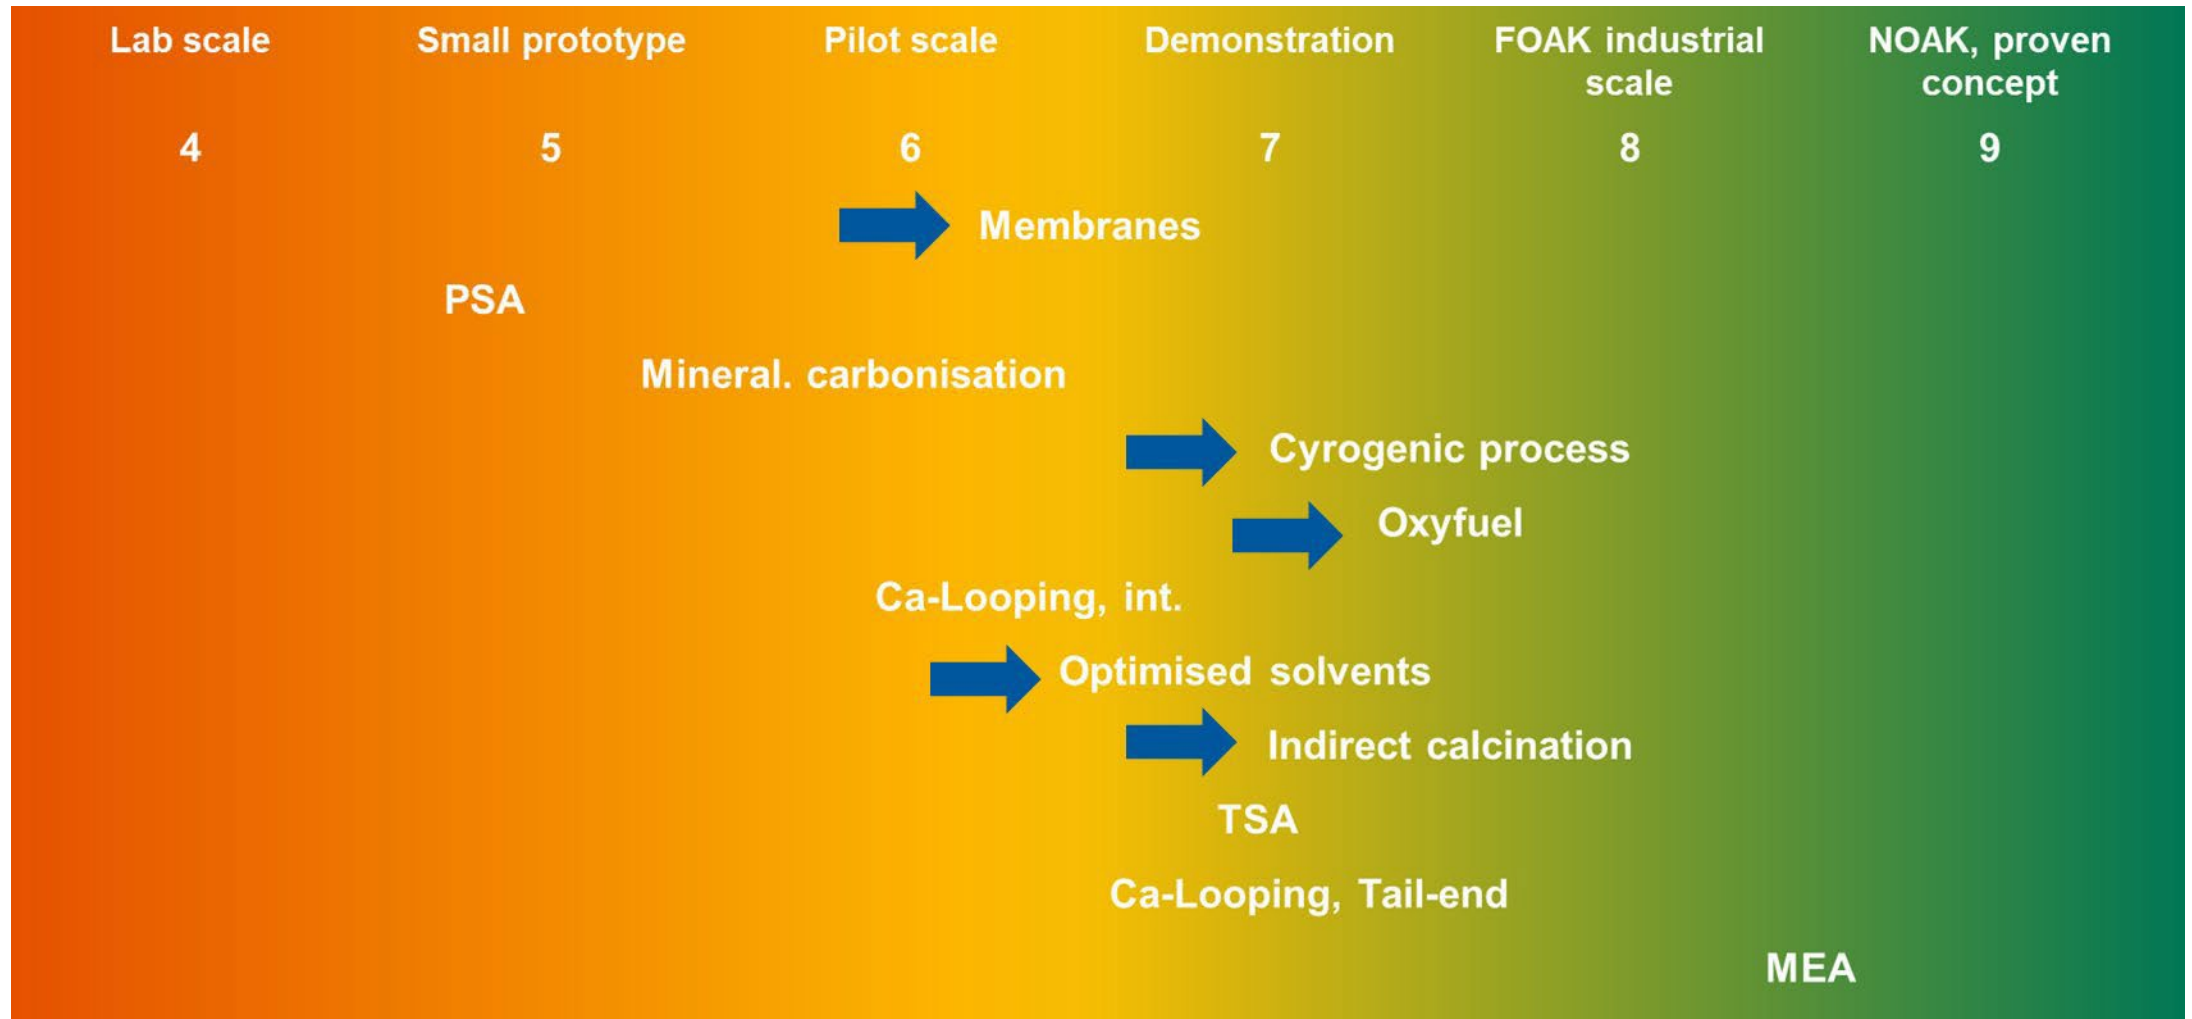 Lab scale
Small prototype
Pilot scale
Demonstration
FOAK industrial
scale
NOAK, proven
concept
4
5
6
7
8
9
Membranes
PSA
Mineral. carbonisation
Cyrogenic process
Oxyfuel
Ca-Looping, int.
Optimised solvents
Indirect calcination
TSA
Ca-Looping, Tail-end
MEA